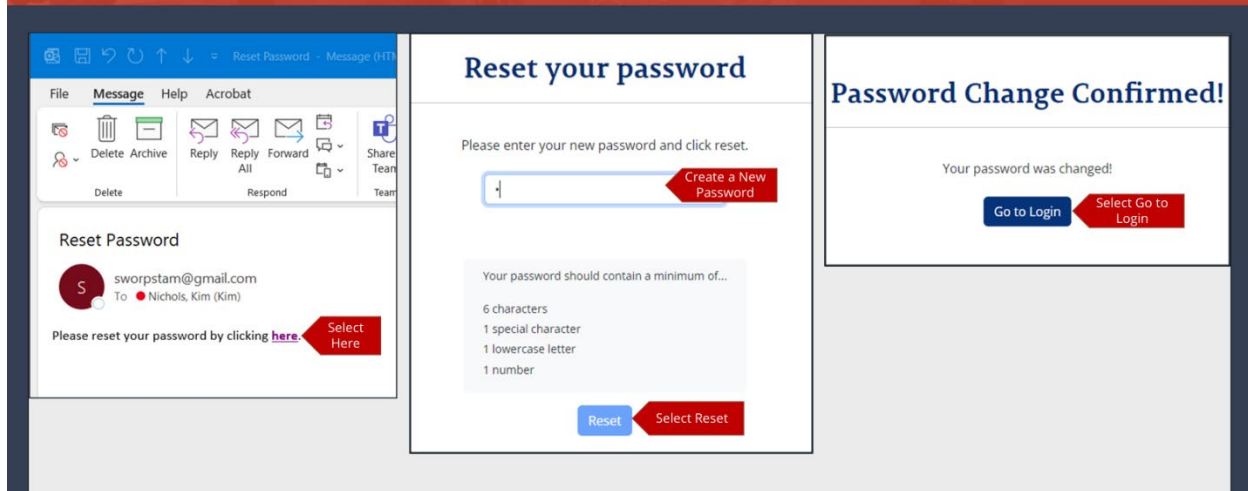 Reset Password - Message (HTM
File Message Help Acrobat
Delete Archive
Reply Reply All Forward
Share Team
Delete Respond Team
Reset Password
S
sworpstam@gmail.com
To Nichols, Kim (Kim)
Please reset your password by clicking here.
Select Here
Reset your password
Please enter your new password and click reset.
Create a New
Password
Your password should contain a minimum of...
6 characters
1 special character
1 lowercase letter
1 number
Reset
Select Reset
Password Change Confirmed!
Your password was changed!
Go to Login
Select Go to
Login